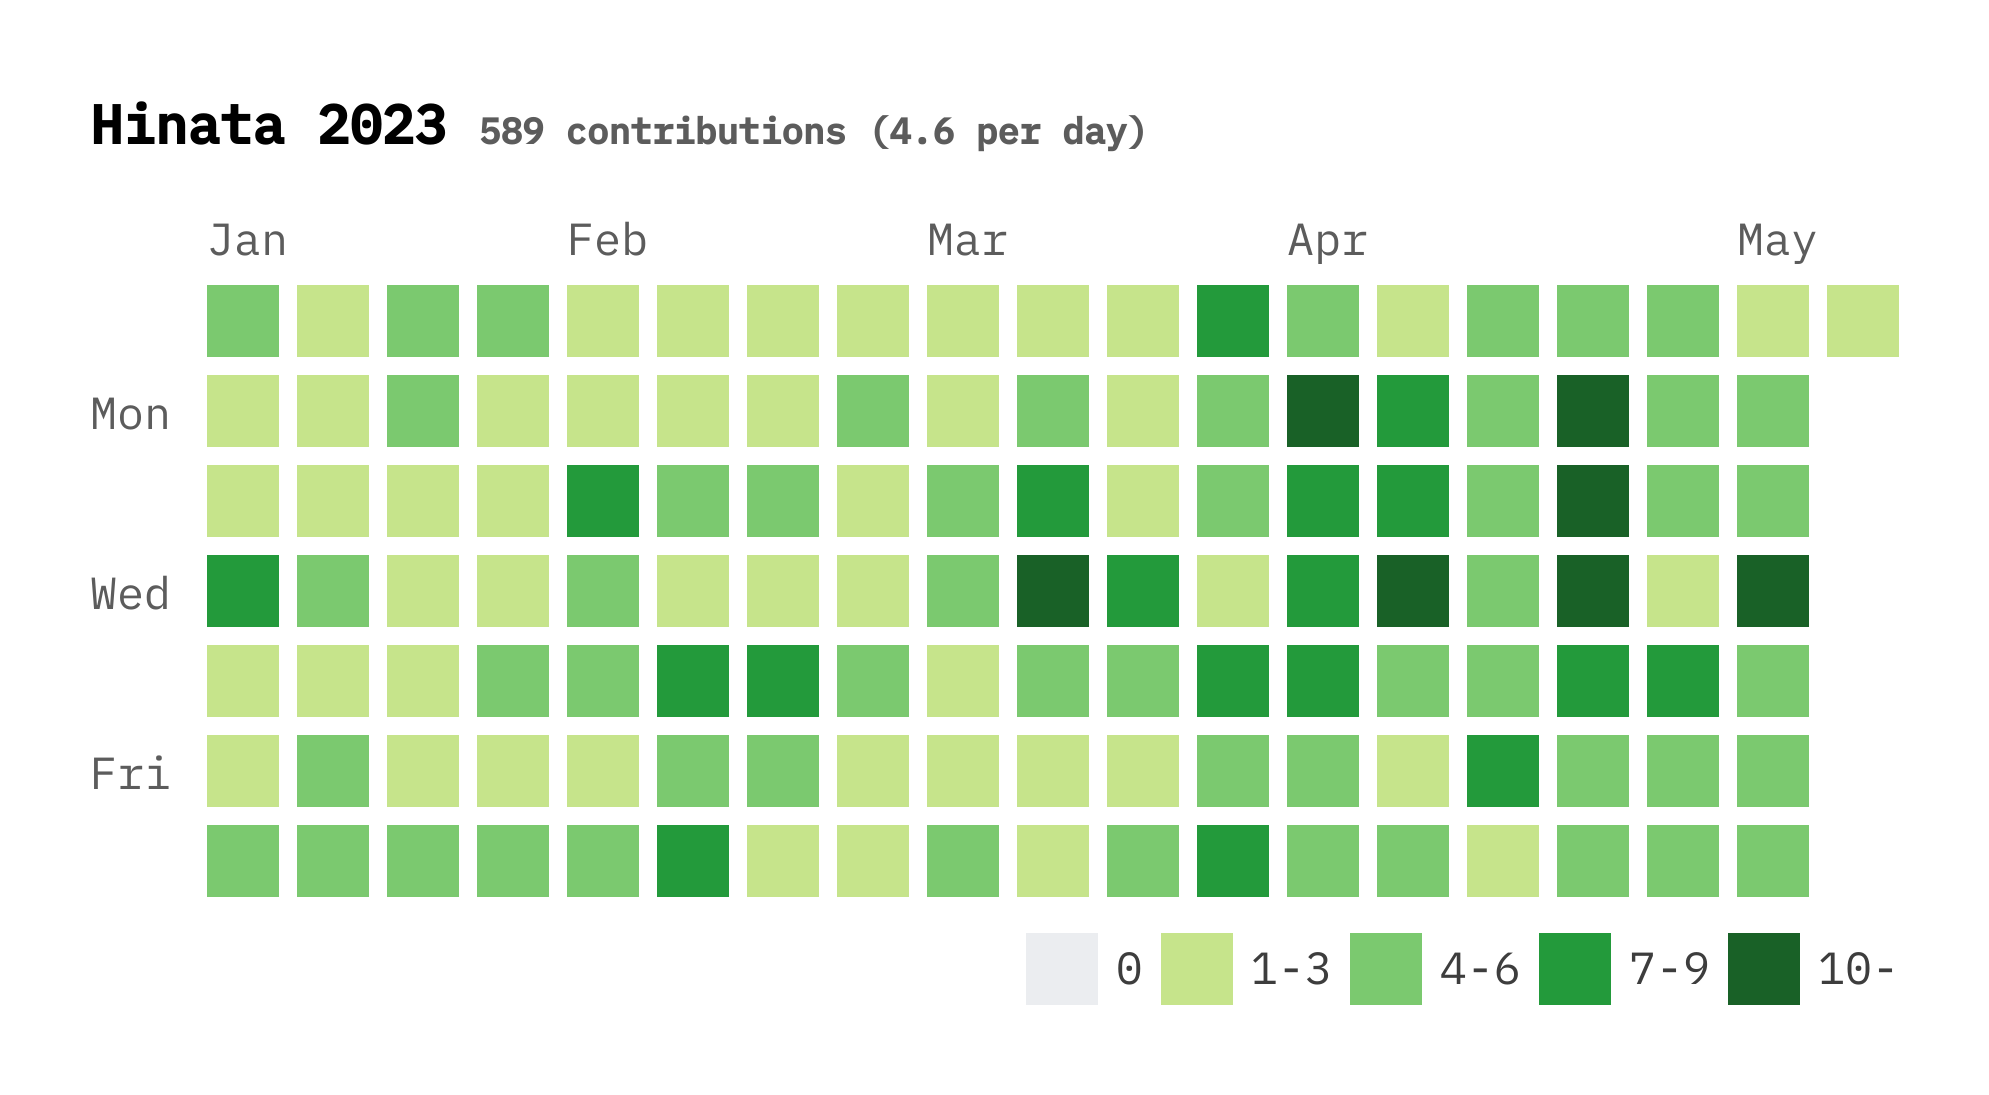 Hinata 2023 589 contributions (4.6 per day)
Jan Feb Mar Apr May
Mon
Wed
Fri
0 1-3 4-6 7-9 10-